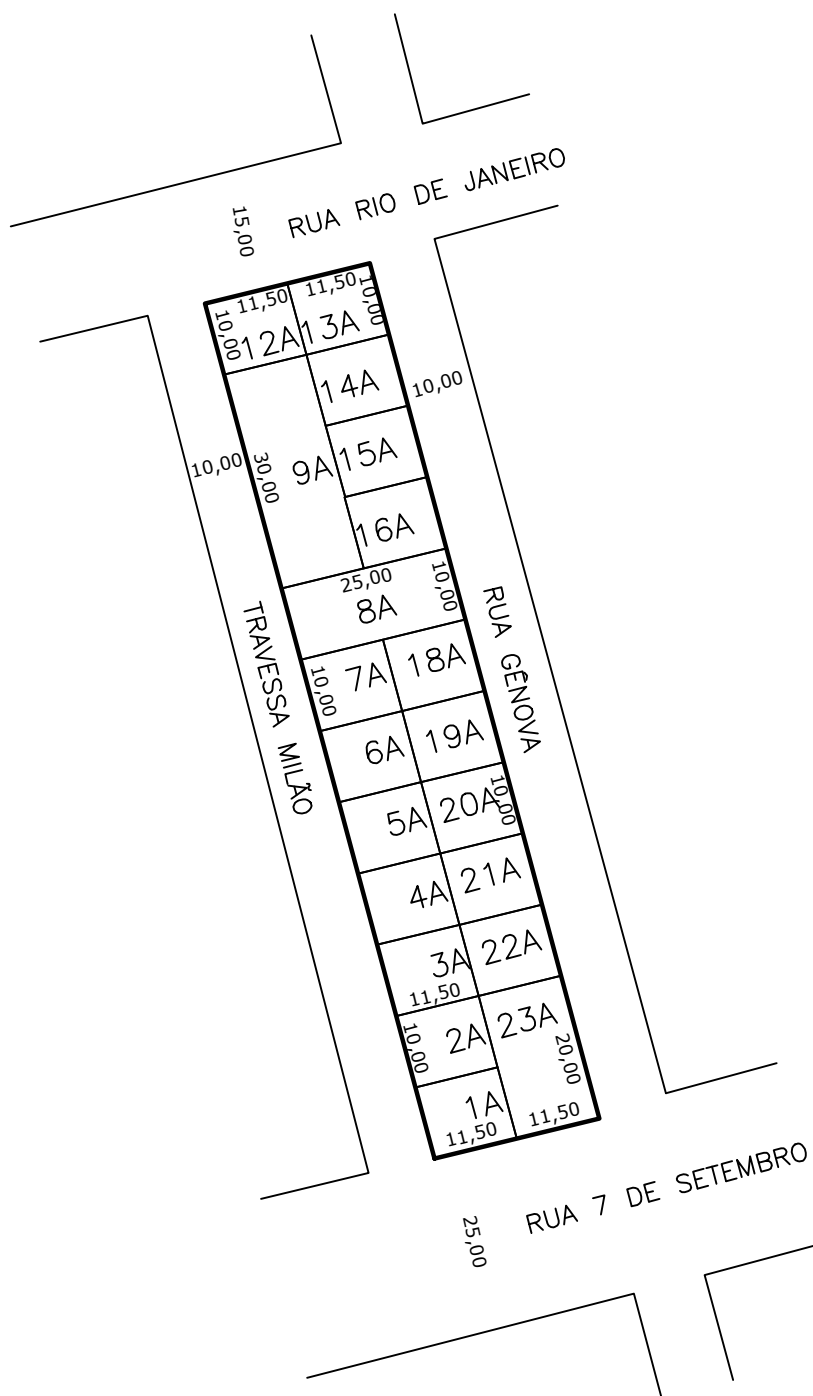 RUA RIO DE JANEIRO
15,00
11,50
11,50
10,00
10,00
12A
13A
14A
10,00
15A
9A
10,00
30,00
16A
25,00
10,00
8A
TRAVESSA MILÃO
RUA GÊNOVA
7A
18A
10,00
6A
19A
5A
20A
10,00
4A
21A
3A
22A
11,50
2A
23A
10,00
20,00
1A
11,50
11,50
RUA 7 DE SETEMBRO
25,00